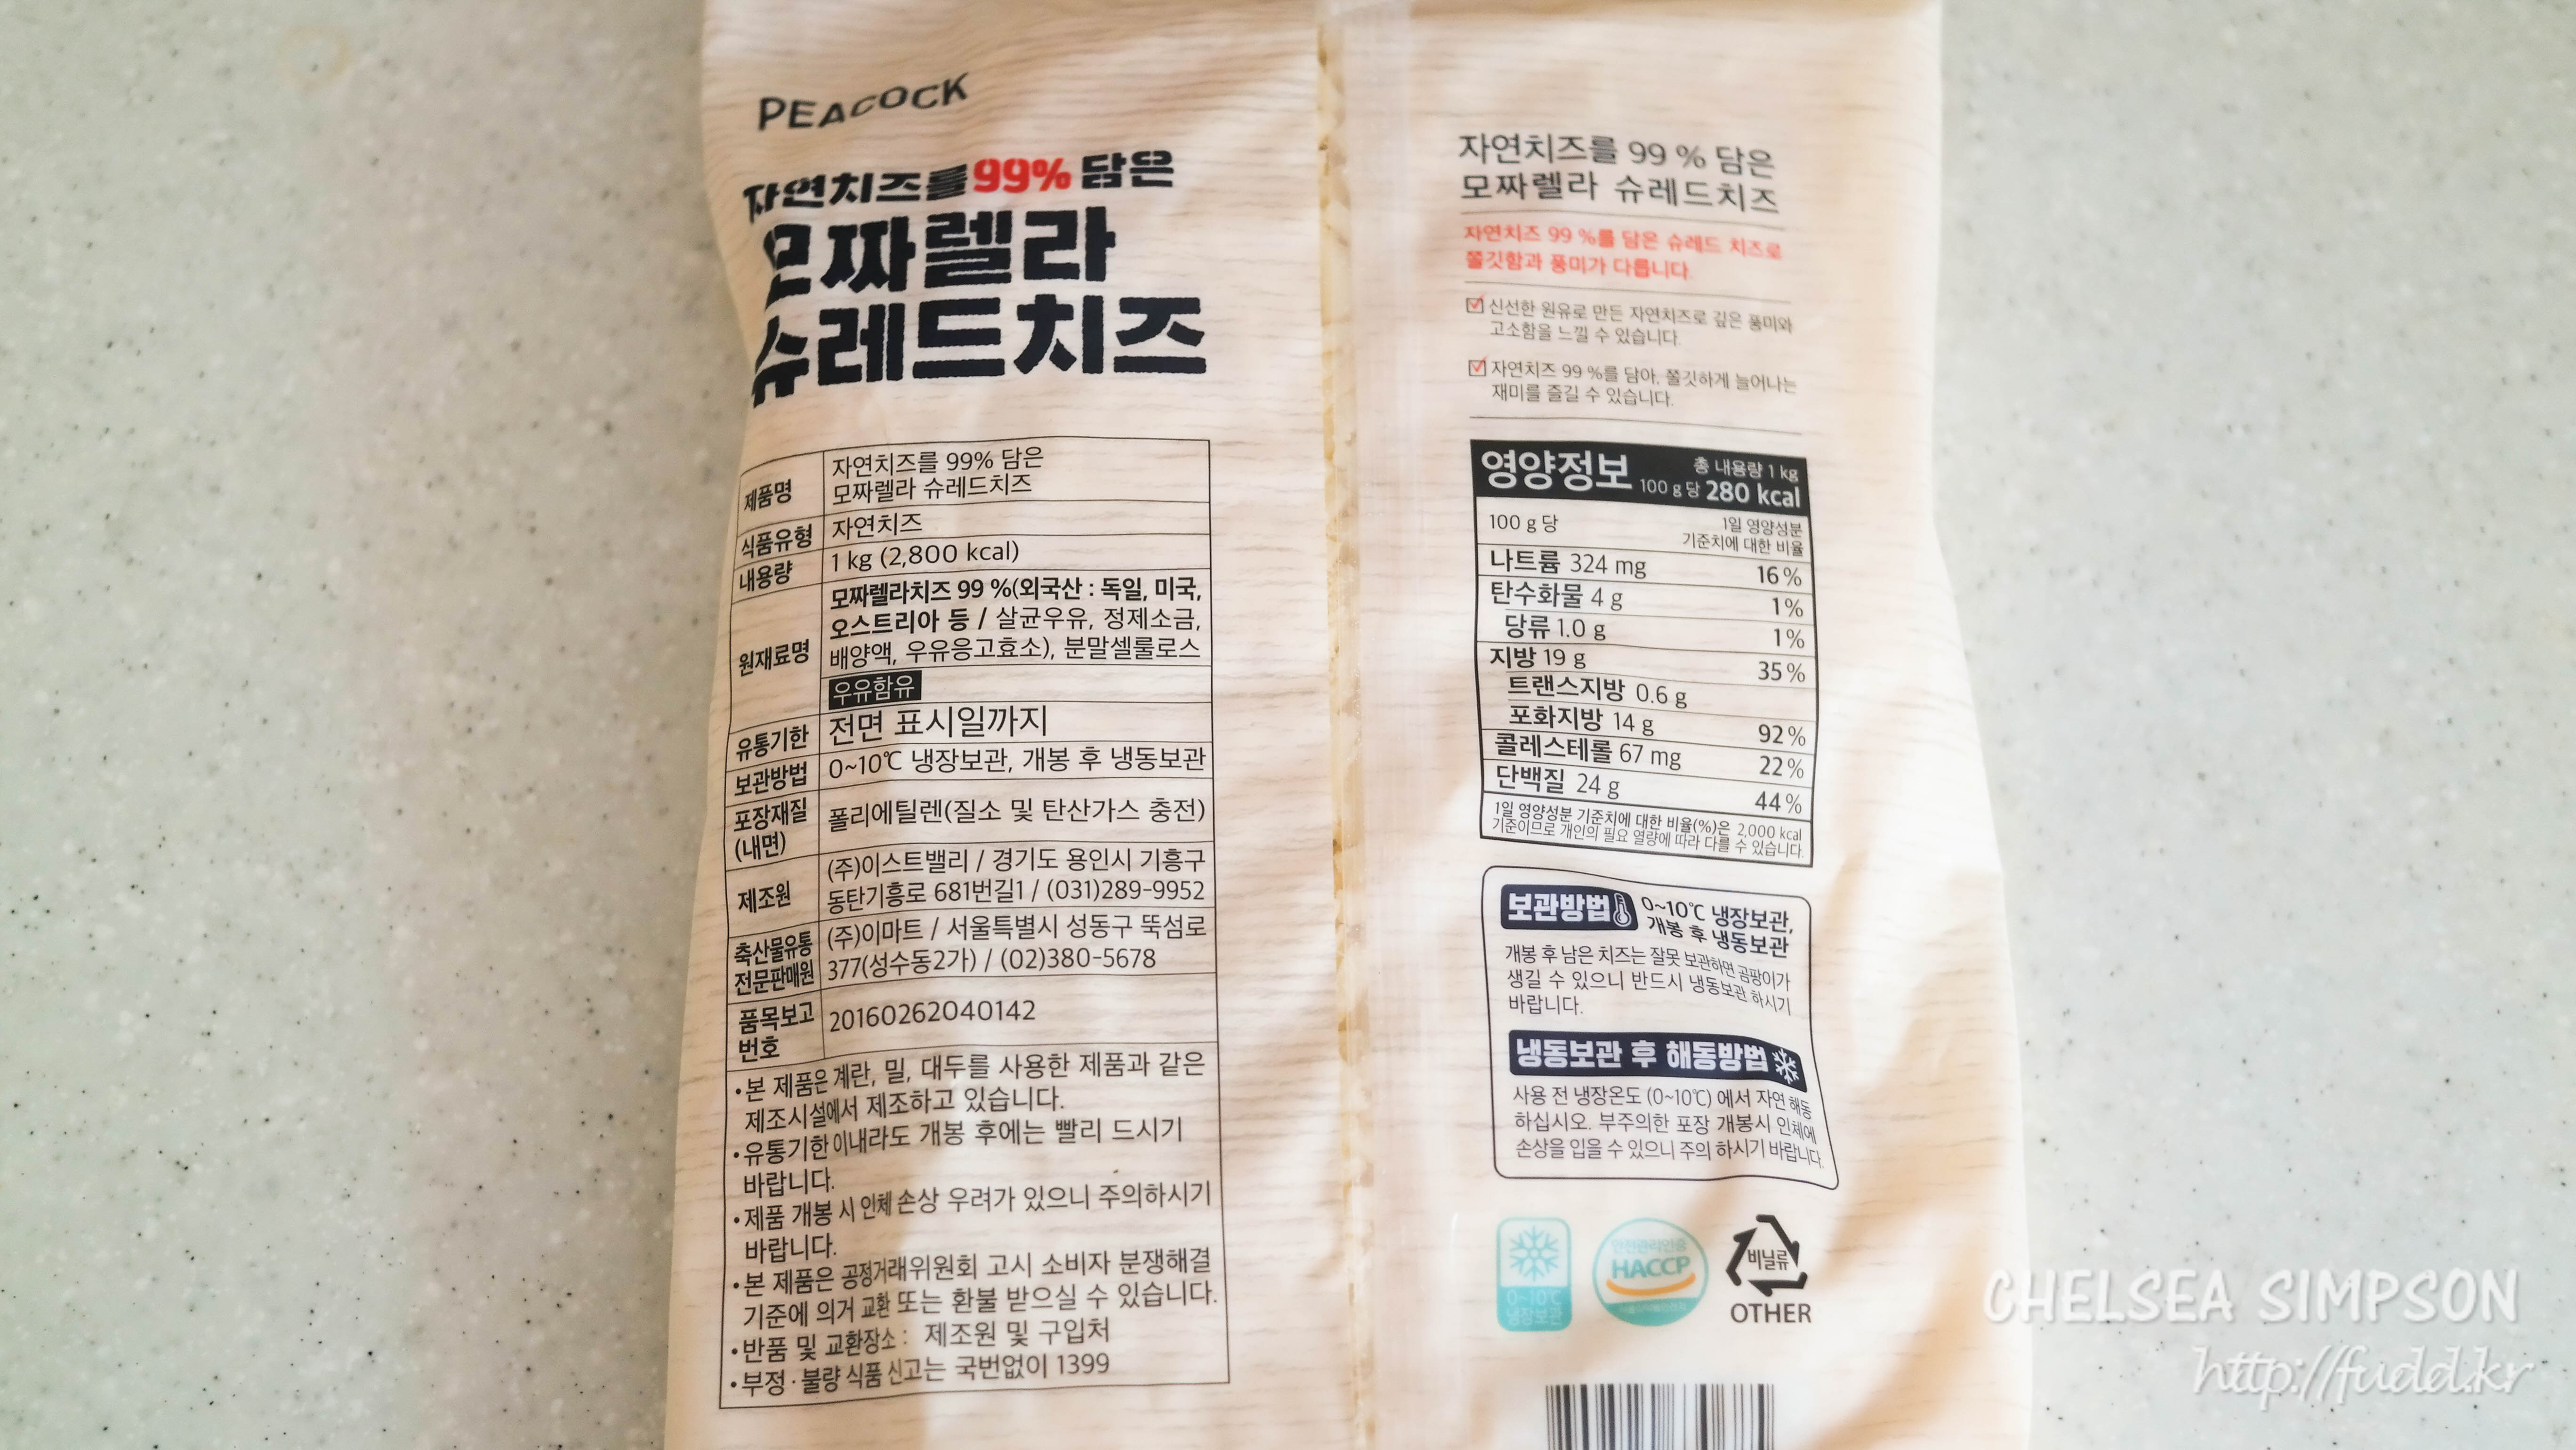 PEACOCK
자연치즈를 99% 담은
모짜렐라
슈레드치즈
제품명
자연치즈를 99% 담은
모짜렐라 슈레드치즈
식품유형
자연치즈
내용량
1 kg (2,800 kcal)
원재료명
모짜렐라치즈 99 %(외국산 : 독일, 미국,
오스트리아 등 / 살균우유, 정제소금,
배양액, 우유응고효소), 분말셀룰로스
우유함유
유통기한
전면 표시일까지
보관방법
0~10℃ 냉장보관, 개봉 후 냉동보관
포장재질
(내면)
폴리에틸렌(질소 및 탄산가스 충전)
제조원
(주)이스트밸리 / 경기도 용인시 기흥구
동탄기흥로 681번길1 / (031)289-9952
축산물유통
전문판매원
(주)이마트 / 서울특별시 성동구 뚝섬로
377(성수동2가) / (02)380-5678
품목보고
번호
20160262040142
•본 제품은 계란, 밀, 대두를 사용한 제품과 같은
제조시설에서 제조하고 있습니다.
•유통기한 이내라도 개봉 후에는 빨리 드시기
바랍니다.
•제품 개봉 시 인체 손상 우려가 있으니 주의하시기
바랍니다.
•본 제품은 공정거래위원회 고시 소비자 분쟁해결
기준에 의거 교환 또는 환불 받으실 수 있습니다.
•반품 및 교환장소 : 제조원 및 구입처
•부정 · 불량 식품 신고는 국번없이 1399
자연치즈를 99 % 담은
모짜렐라 슈레드치즈
자연치즈 99 %를 담은 슈레드 치즈로
쫄깃함과 풍미가 다릅니다.
신선한 원유로 만든 자연치즈로 깊은 풍미와
고소함을 느낄 수 있습니다.
자연치즈 99 %를 담아, 쫄깃하게 늘어나는
재미를 즐길 수 있습니다.
영양정보
총 내용량 1 kg
100 g 당 280 kcal
100 g 당
1일 영양성분
기준치에 대한 비율
나트륨 324 mg 16 %
탄수화물 4 g 1 %
당류 1.0 g 1 %
지방 19 g 35 %
트랜스지방 0.6 g
포화지방 14 g 92 %
콜레스테롤 67 mg 22 %
단백질 24 g 44 %
1일 영양성분 기준치에 대한 비율(%)은 2,000 kcal
기준이므로 개인의 필요 열량에 따라 다를 수 있습니다.
보관방법
0~10℃ 냉장보관,
개봉 후 냉동보관
개봉 후 남은 치즈는 잘못 보관하면 곰팡이가
생길 수 있으니 반드시 냉동보관 하시기
바랍니다.
냉동보관 후 해동방법
사용 전 냉장온도 (0~10℃) 에서 자연 해동
하십시오. 부주의한 포장 개봉시 인체에
손상을 입을 수 있으니 주의 하시기 바랍니다.
0~10℃
냉장보관
안전관리인증
HACCP
비닐류
OTHER
CHELSEA SIMPSON
http://fudd.kr